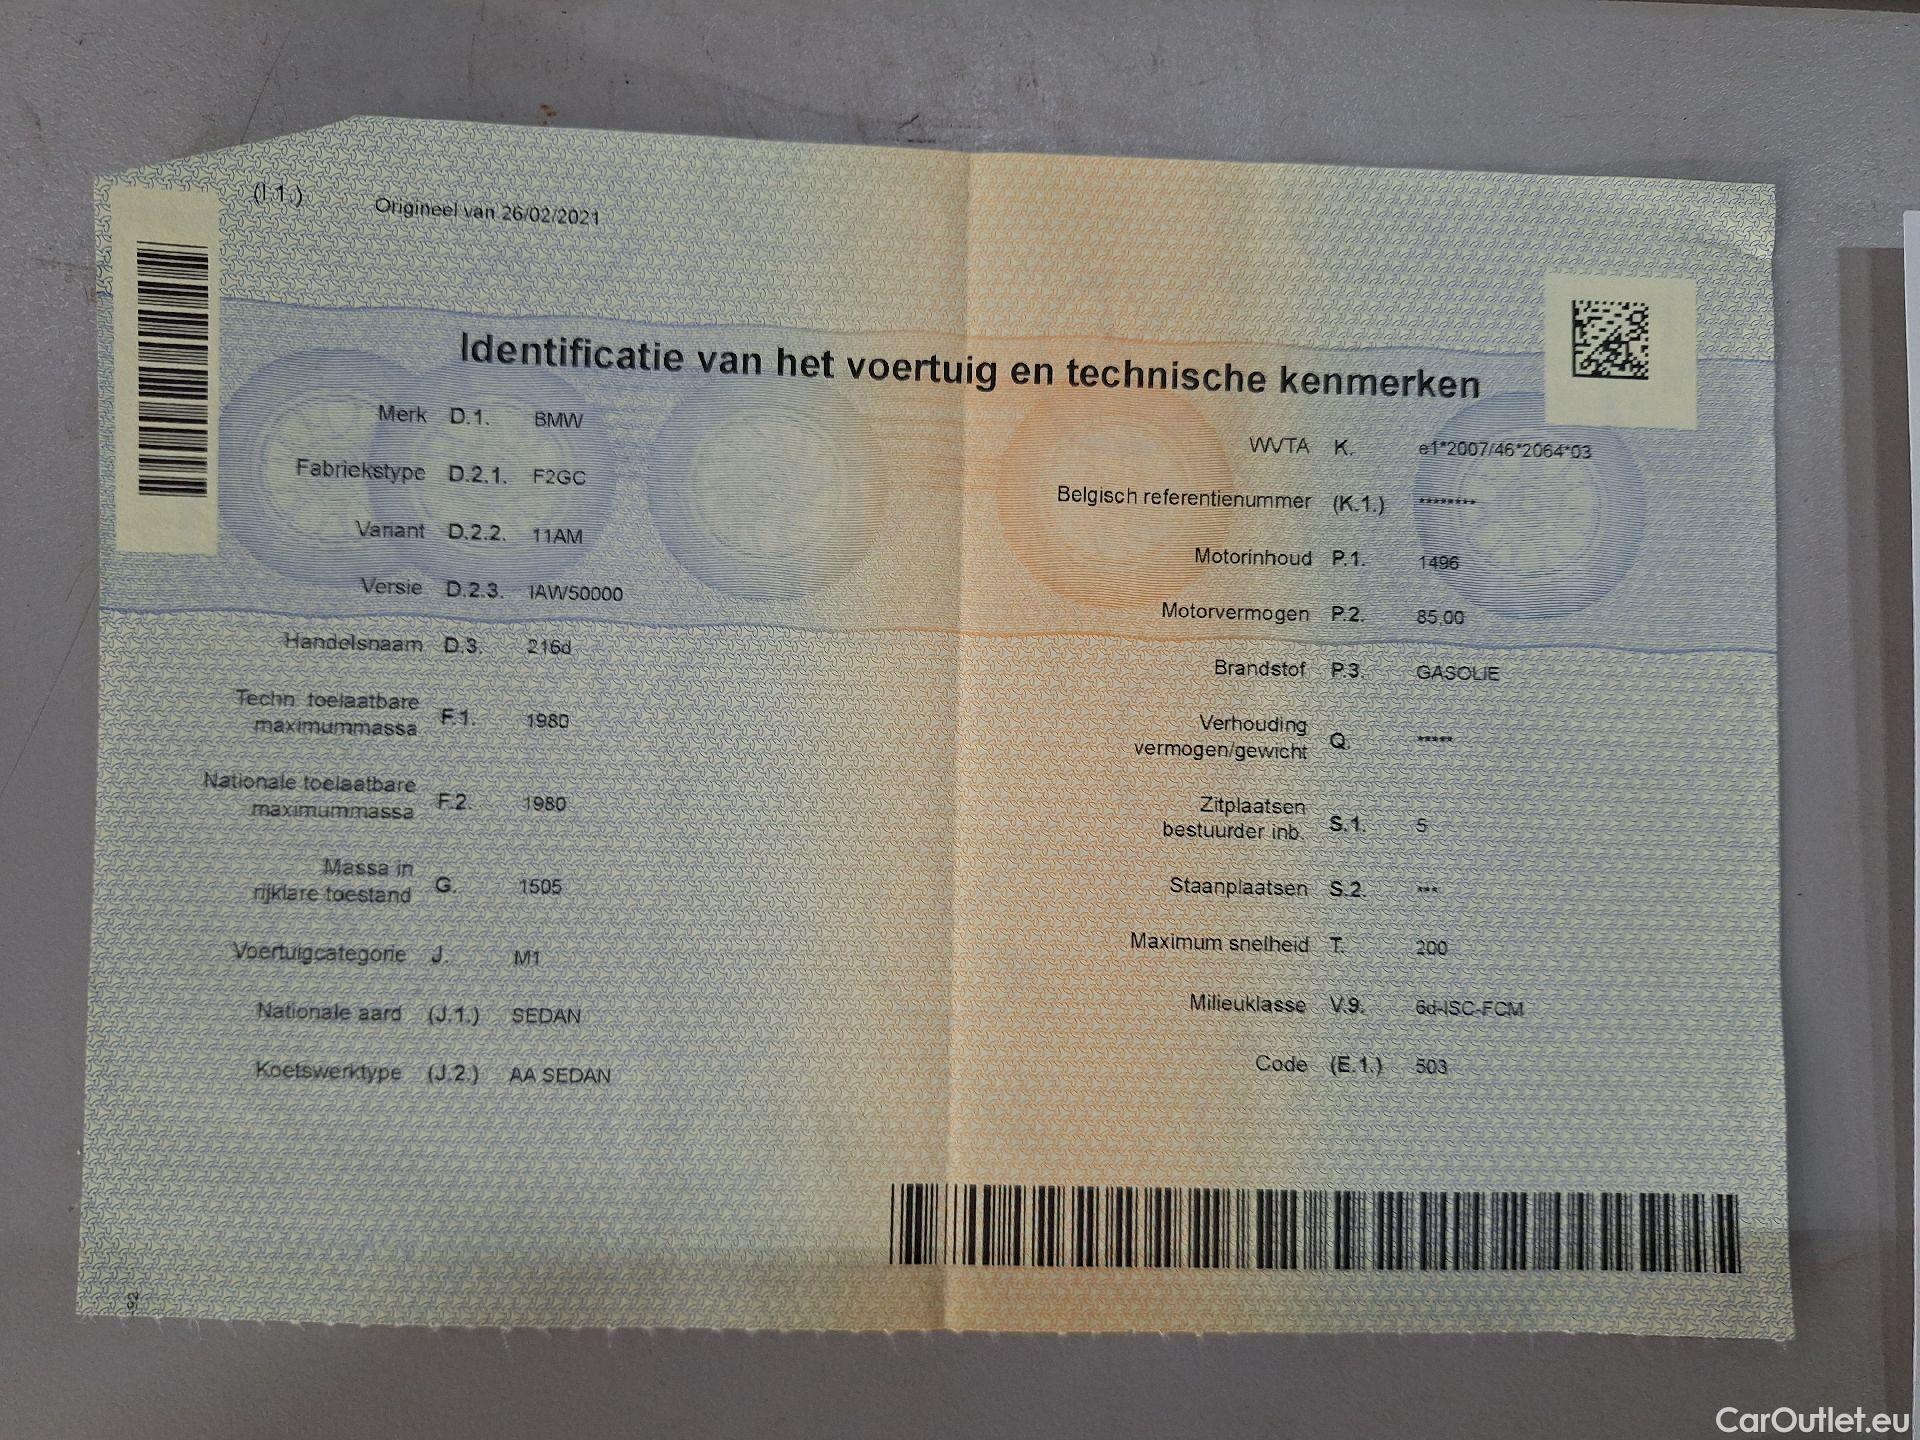 (I.1.) Origineel van 26/02/2021
Identificatie van het voertuig en technische kenmerken
Merk D.1. BMW
Fabriekstype D.2.1. F2GC
Variant D.2.2. 11AM
Versie D.2.3. IAW50000
Handelsnaam D.3. 216d
Techn. toelaatbare
maximummassa F.1. 1980
Nationale toelaatbare
maximummassa F.2. 1980
Massa in
rijklare toestand G. 1505
Voertuigcategorie J. M1
Nationale aard (J.1.) SEDAN
Koetswerktype (J.2.) AA SEDAN
WVTA K. e1*2007/46*2064*03
Belgisch referentienummer (K.1.) ********
Motorinhoud P.1. 1496
Motorvermogen P.2. 85.00
Brandstof P.3. GASOLIE
Verhouding
vermogen/gewicht Q. *****
Zitplaatsen
bestuurder inb. S.1. 5
Staanplaatsen S.2. ***
Maximum snelheid T. 200
Milieuklasse V.9. 6d-ISC-FCM
Code (E.1.) 503
92
CarOutlet.eu